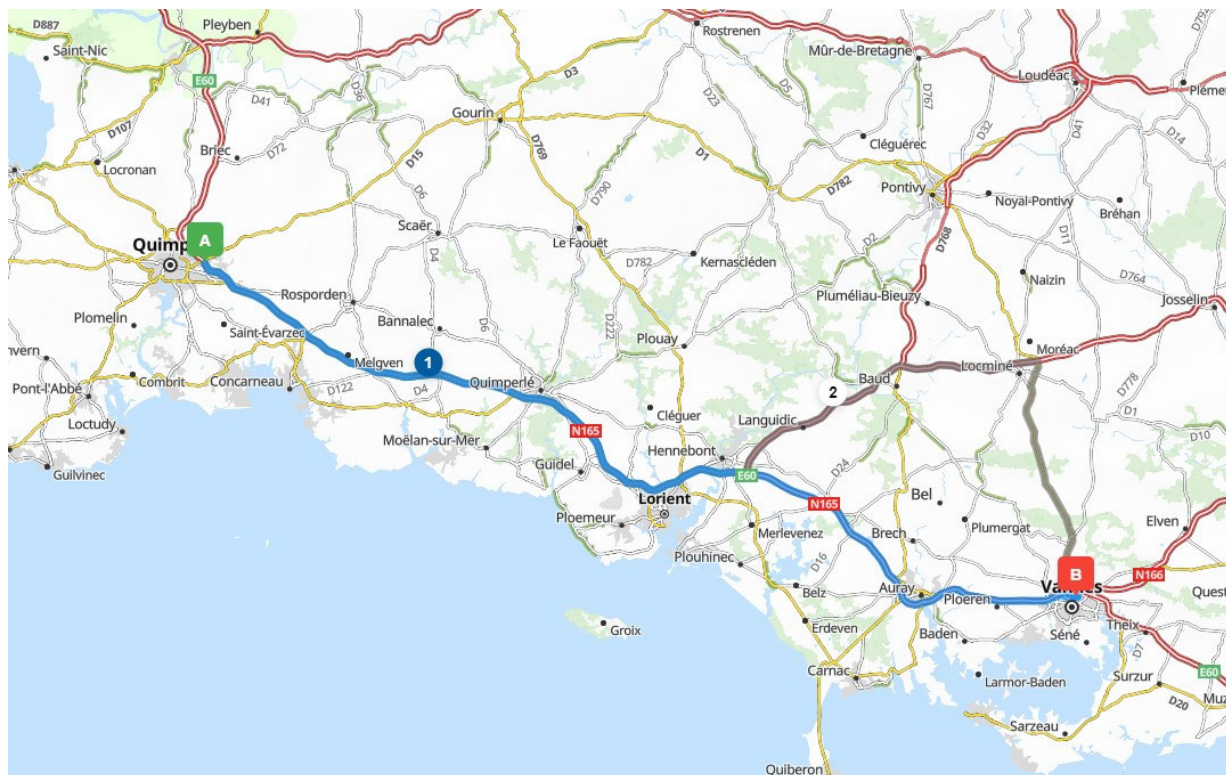 D887
Pleyben
Saint-Nic
Rostrenen
Mûr-de-Bretagne
Loudéac
Plémet
E60
D41
D36
D3
D23
D5
D767
D41
D107
Gourin
D769
D32
D14
Briec
D72
D15
D6
D1
Cléguérec
Locronan
D790
D782
Pontivy
Noyal-Pontivy
Bréhan
A
Scaër
Le Faouët
D2
D768
D11
Quimp
D4
D782
Kernascléden
Naizin
D764
Rosporden
Pluméliau-Bieuzy
Josselin
Plomelin
Saint-Évarzec
Bannalec
D6
D222
Plouay
Moréac
Melgven
1
Locminé
Combrit
Concarneau
D122
D4
Quimperlé
Baud
D778
Pont-l'Abbé
2
Cléguer
Languidic
D1
Loctudy
N165
D10
Moëlan-sur-Mer
Hennebont
Guilvinec
Guidel
E60
D24
Lorient
N165
Bel
Ploemeur
Merlevenez
Brech
Plumergat
Elven
Plouhinec
D16
B
N166
Belz
Auray
Ploeren
Quest
Groix
Erdeven
Baden
Séné
Theix
D7
Carnac
Larmor-Baden
Surzur
E60
D20
Sarzeau
Quiberon